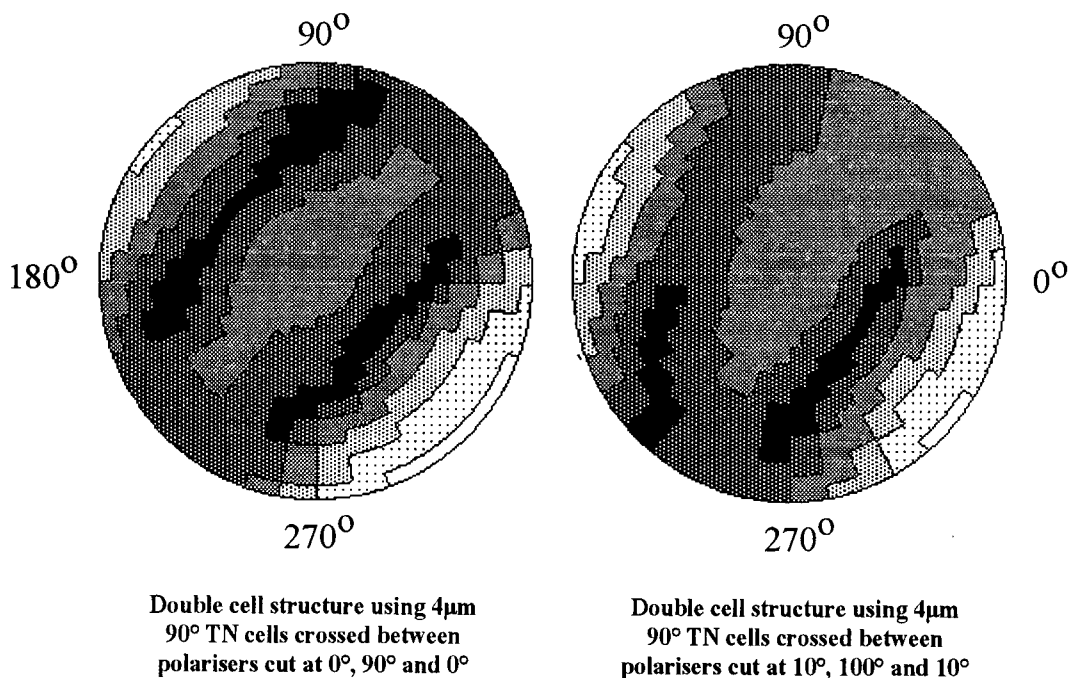 90°
90°
180°
0°
270°
270°
Double cell structure using 4µm
90° TN cells crossed between
polarisers cut at 0°, 90° and 0°
Double cell structure using 4µm
90° TN cells crossed between
polarisers cut at 10°, 100° and 10°